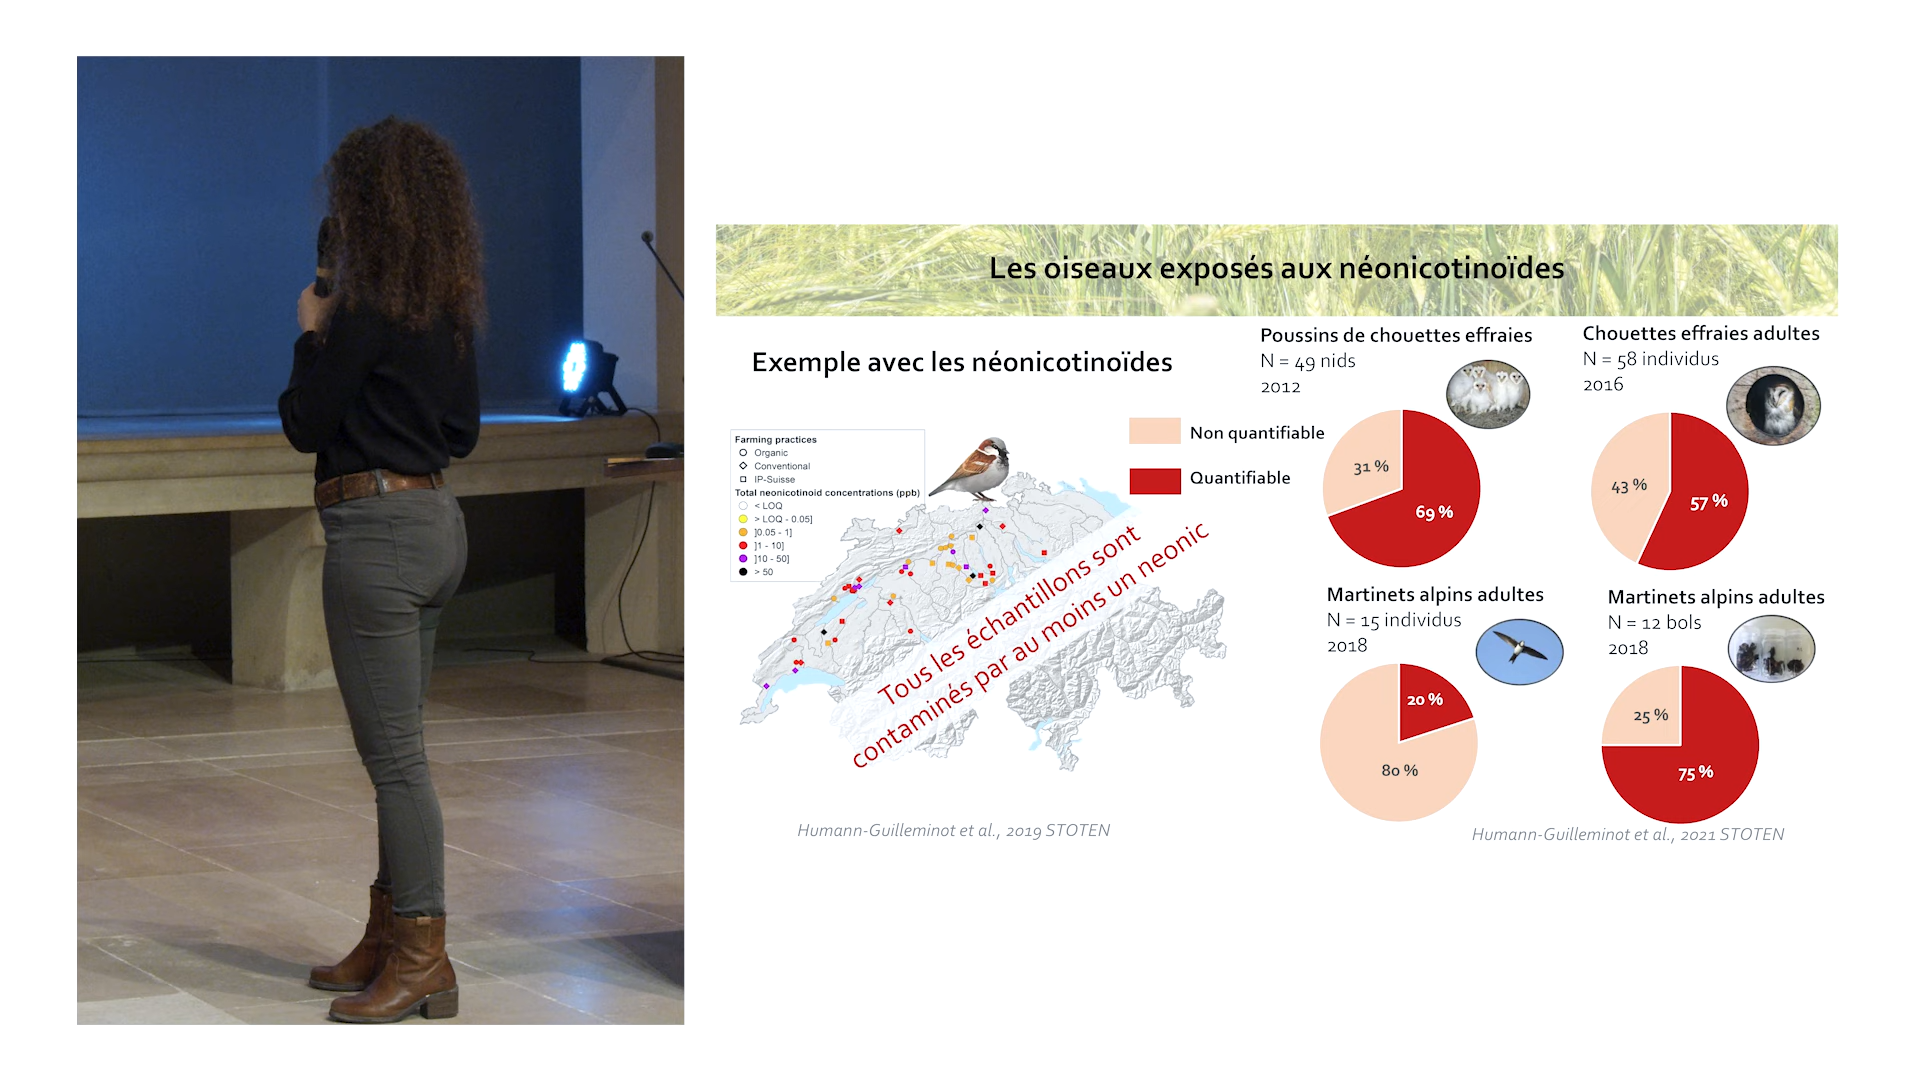 Les oiseaux exposés aux néonicotinoïdes
Exemple avec les néonicotinoïdes
Farming practices
Organic
Conventional
IP-Suisse
Total neonicotinoid concentrations (ppb)
< LOQ
> LOQ - 0.05]
]0.05 - 1]
]1 - 10]
]10 - 50]
> 50
Tous les échantillons sont
contaminés par au moins un neonic
Humann-Guilleminot et al., 2019 STOTEN
Non quantifiable
Quantifiable
Poussins de chouettes effraies
N = 49 nids
2012
31 %
69 %
Chouettes effraies adultes
N = 58 individus
2016
43 %
57 %
Martinets alpins adultes
N = 15 individus
2018
20 %
80 %
Martinets alpins adultes
N = 12 bols
2018
25 %
75 %
Humann-Guilleminot et al., 2021 STOTEN